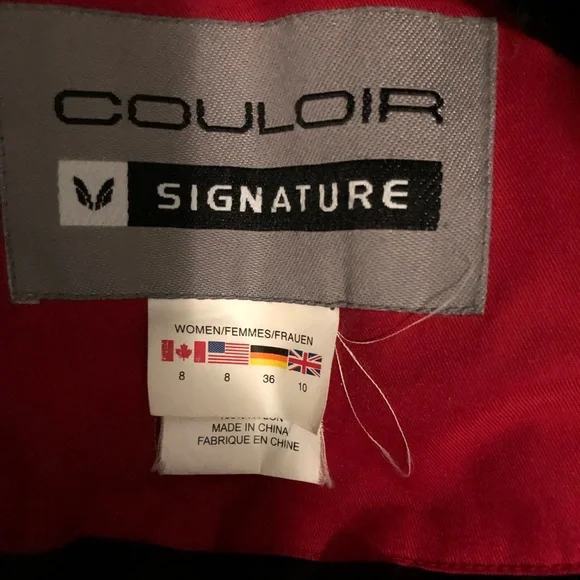 COULOIR
SIGNATURE
WOMEN/FEMMES/FRAUEN
8 8 36 10
MADE IN CHINA
FABRIQUE EN CHINE